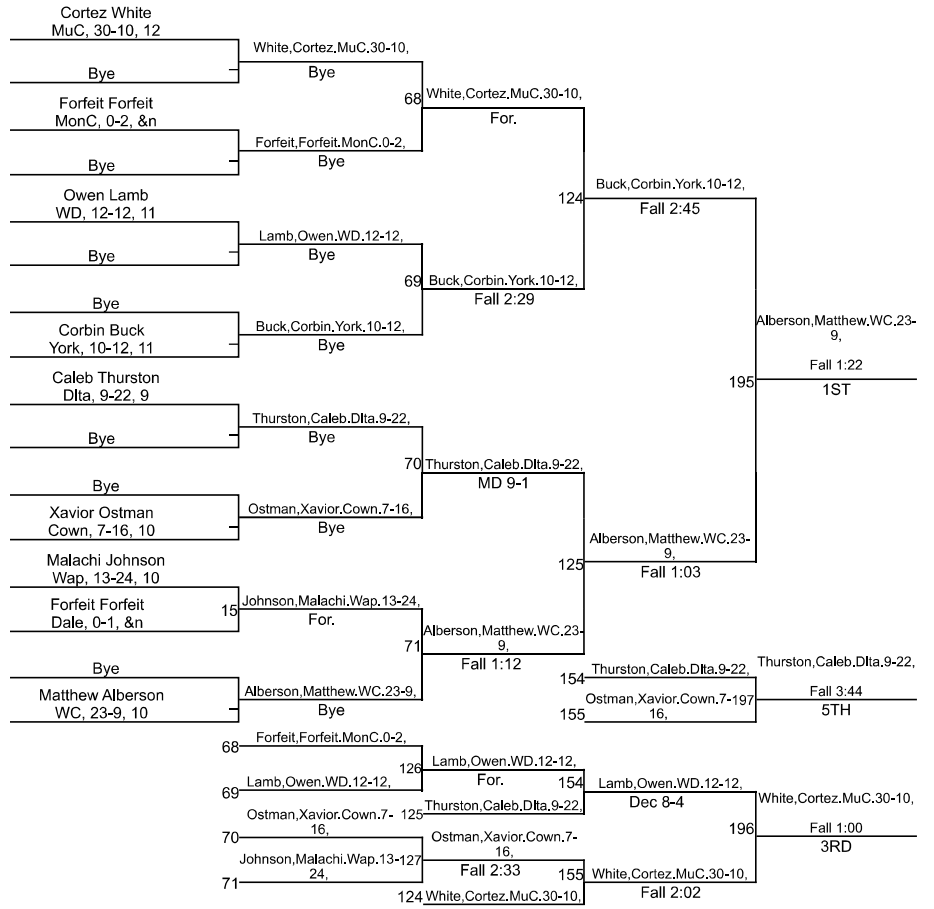 Cortez White
MuC, 30-10, 12
Bye
White,Cortez.MuC.30-10,
Bye
Forfeit Forfeit
MonC, 0-2, &n
Bye
Forfeit,Forfeit.MonC.0-2,
Bye
68
White,Cortez.MuC.30-10,
For.
Owen Lamb
WD, 12-12, 11
Bye
Lamb,Owen.WD.12-12,
Bye
Bye
Corbin Buck
York, 10-12, 11
Buck,Corbin.York.10-12,
Bye
69
Buck,Corbin.York.10-12,
Fall 2:29
124
Buck,Corbin.York.10-12,
Fall 2:45
Caleb Thurston
Dlta, 9-22, 9
Bye
Thurston,Caleb.Dlta.9-22,
Bye
Bye
Xavior Ostman
Cown, 7-16, 10
Ostman,Xavior.Cown.7-16,
Bye
70
Thurston,Caleb.Dlta.9-22,
MD 9-1
Malachi Johnson
Wap, 13-24, 10
Forfeit Forfeit
Dale, 0-1, &n
15
Johnson,Malachi.Wap.13-24,
For.
Bye
Matthew Alberson
WC, 23-9, 10
Alberson,Matthew.WC.23-9,
Bye
71
Alberson,Matthew.WC.23-
9,
Fall 1:12
125
Alberson,Matthew.WC.23-
9,
Fall 1:03
195
Alberson,Matthew.WC.23-
9,
Fall 1:22
1ST
154
Thurston,Caleb.Dlta.9-22,
155
Ostman,Xavior.Cown.7-
16,
197
Thurston,Caleb.Dlta.9-22,
Fall 3:44
5TH
68
Forfeit,Forfeit.MonC.0-2,
69
Lamb,Owen.WD.12-12,
126
Lamb,Owen.WD.12-12,
For.
125
Thurston,Caleb.Dlta.9-22,
154
Lamb,Owen.WD.12-12,
Dec 8-4
70
Ostman,Xavior.Cown.7-
16,
71
Johnson,Malachi.Wap.13-
24,
127
Ostman,Xavior.Cown.7-
16,
Fall 2:33
124
White,Cortez.MuC.30-10,
155
White,Cortez.MuC.30-10,
Fall 2:02
196
White,Cortez.MuC.30-10,
Fall 1:00
3RD